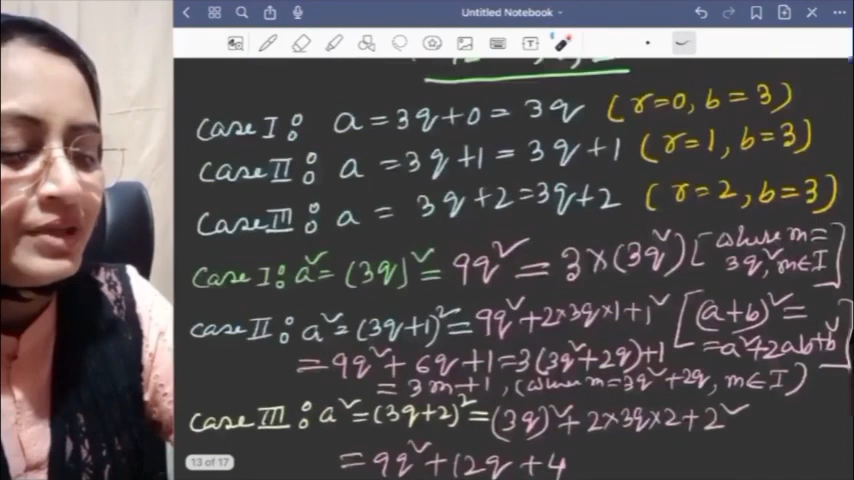 Untitled Notebook
Case I : a = 3q+0 = 3q (r=0, b=3)
Case II : a = 3q+1 = 3q+1 (r=1, b=3)
Case III : a = 3q+2=3q+2 (r=2, b=3)
Case I : a² = (3q)² = 9q² = 3×(3q²) [where m=
3q², m∈I]
Case II : a² = (3q+1)² = 9q²+2×3q×1+1² [(a+b)² =
= 9q²+6q+1=3(3q²+2q)+1 =a²+2ab+b²]
= 3m+1, (where m=3q²+2q, m∈I)
Case III : a² = (3q+2)² = (3q)²+2×3q×2+2²
= 9q²+12q+4
13 of 17